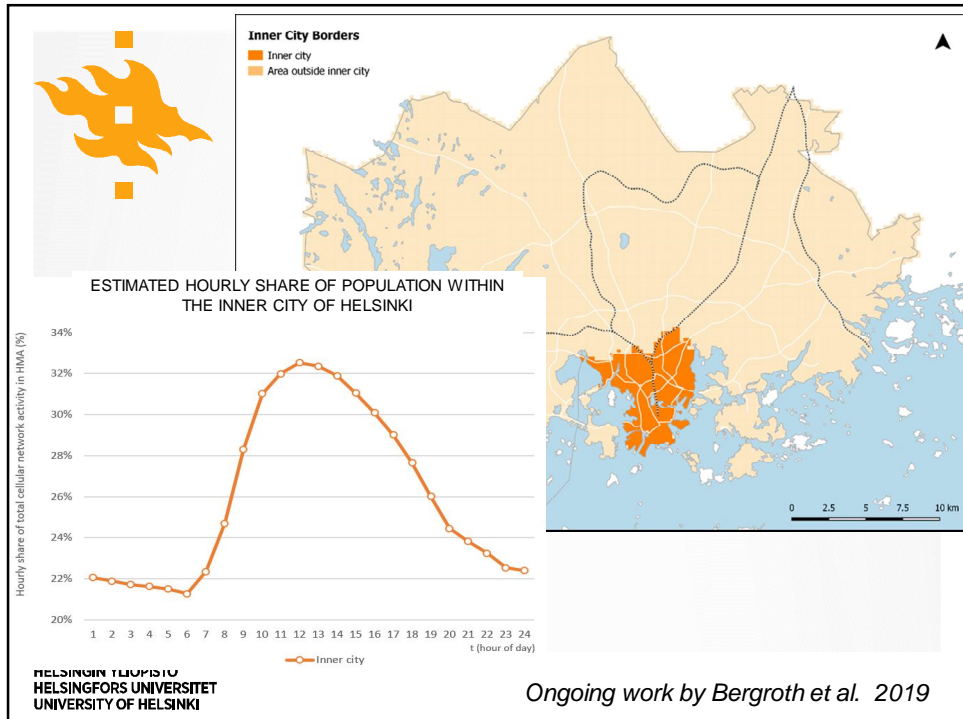 Inner City Borders
Inner city
Area outside inner city
0 2.5 5 7.5 10 km
ESTIMATED HOURLY SHARE OF POPULATION WITHIN
THE INNER CITY OF HELSINKI
Hourly share of total cellular network activity in HMA (%)
34%
32%
30%
28%
26%
24%
22%
20%
1 2 3 4 5 6 7 8 9 10 11 12 13 14 15 16 17 18 19 20 21 22 23 24
t (hour of day)
Inner city
HELSINGIN YLIOPISTO
HELSINGFORS UNIVERSITET
UNIVERSITY OF HELSINKI
Ongoing work by Bergroth et al. 2019